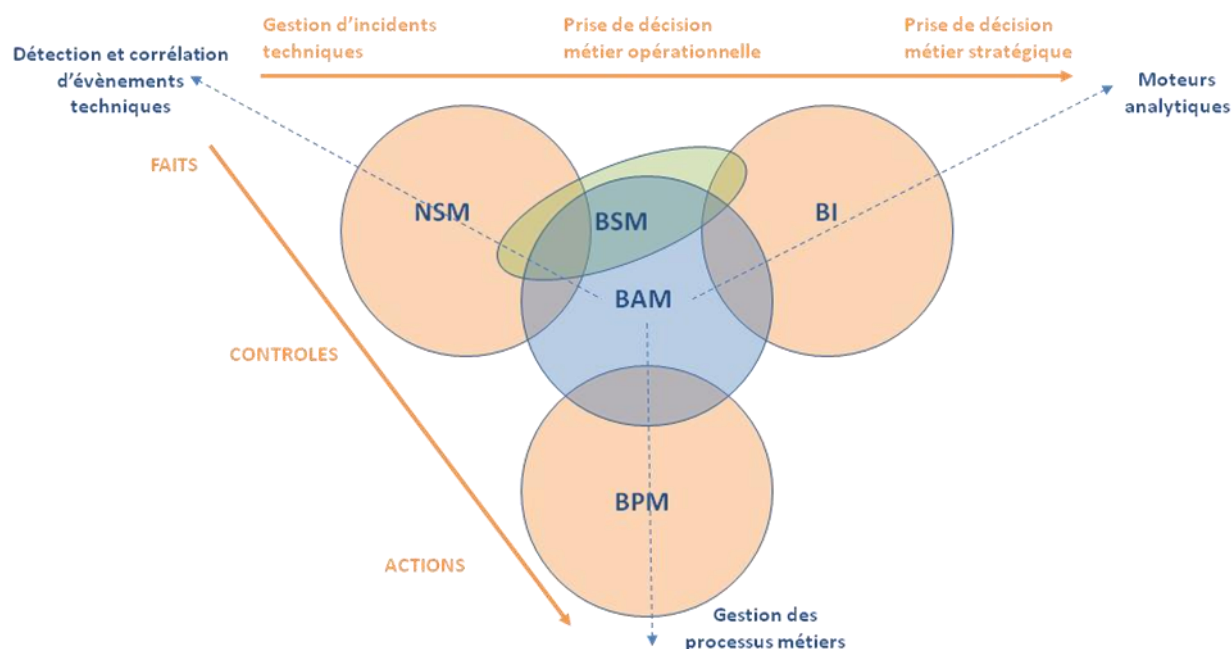 Gestion d'incidents
techniques
Prise de décision
métier opérationnelle
Prise de décision
métier stratégique
Détection et corrélation
d'évènements
techniques
Moteurs
analytiques
FAITS
NSM
BSM
BI
BAM
CONTROLES
BPM
ACTIONS
Gestion des
processus métiers